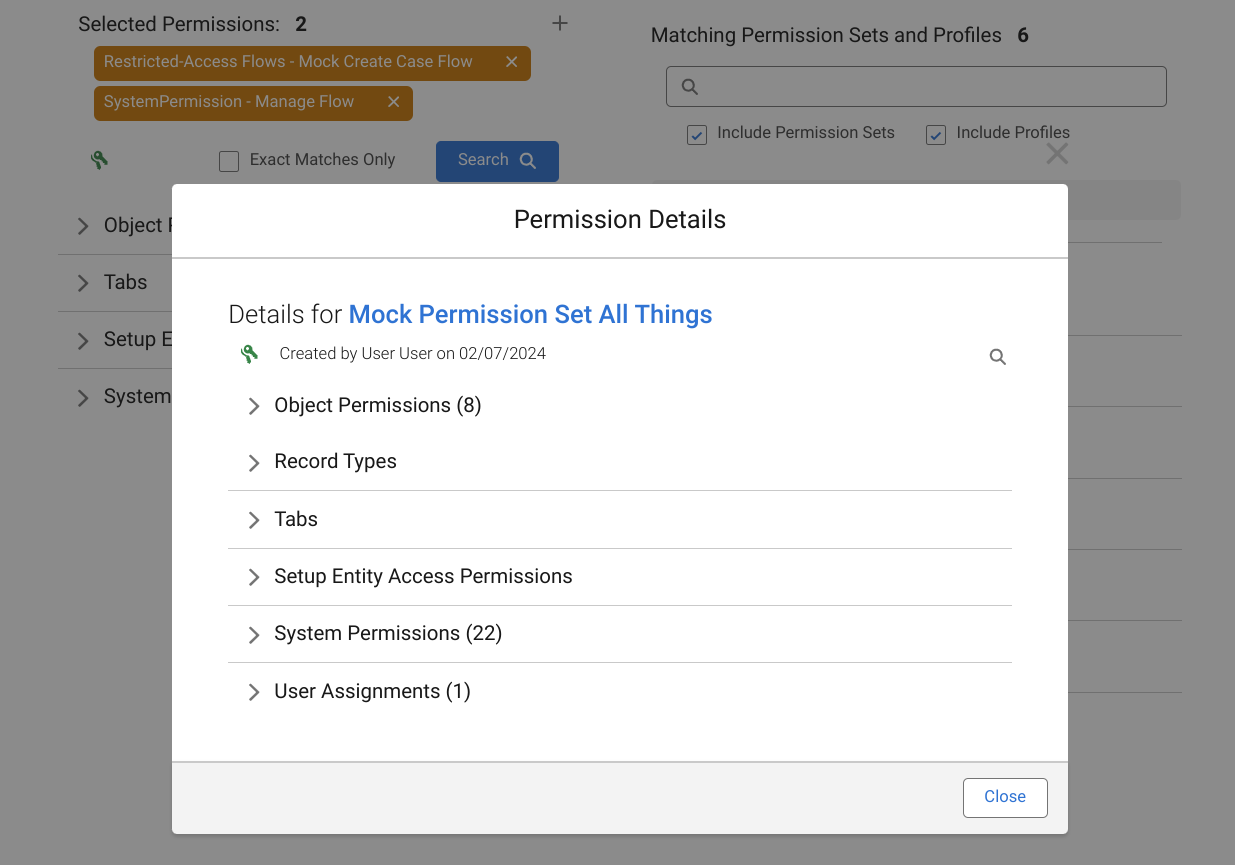 Selected Permissions: 2
Restricted-Access Flows - Mock Create Case Flow
SystemPermission - Manage Flow
Exact Matches Only
Search
Object
Tabs
Setup E
System
Matching Permission Sets and Profiles 6
Include Permission Sets
Include Profiles
Permission Details
Details for Mock Permission Set All Things
Created by User User on 02/07/2024
Object Permissions (8)
Record Types
Tabs
Setup Entity Access Permissions
System Permissions (22)
User Assignments (1)
Close